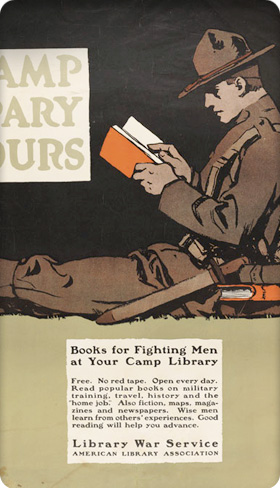 AMP
RARY
OURS
Books for Fighting Men
at Your Camp Library
Free. No red tape. Open every day.
Read popular books on military
training, travel, history and the
"home job." Also fiction, maps, maga-
zines and newspapers. Wise men
learn from others' experiences. Good
reading will help you advance.
Library War Service
AMERICAN LIBRARY ASSOCIATION